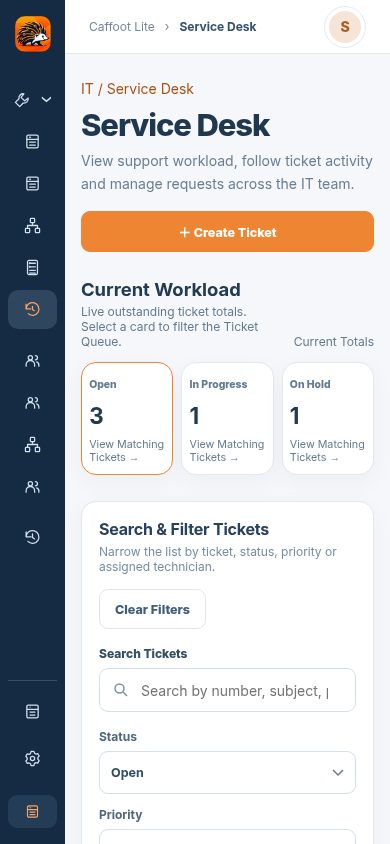 Caffoot Lite › Service Desk
S
IT / Service Desk
Service Desk
View support workload, follow ticket activity
and manage requests across the IT team.
+ Create Ticket
Current Workload
Live outstanding ticket totals.
Select a card to filter the Ticket
Queue.
Current Totals
Open
3
View Matching
Tickets →
In Progress
1
View Matching
Tickets →
On Hold
1
View Matching
Tickets →
Search & Filter Tickets
Narrow the list by ticket, status, priority or
assigned technician.
Clear Filters
Search Tickets
Search by number, subject, p
Status
Open
Priority